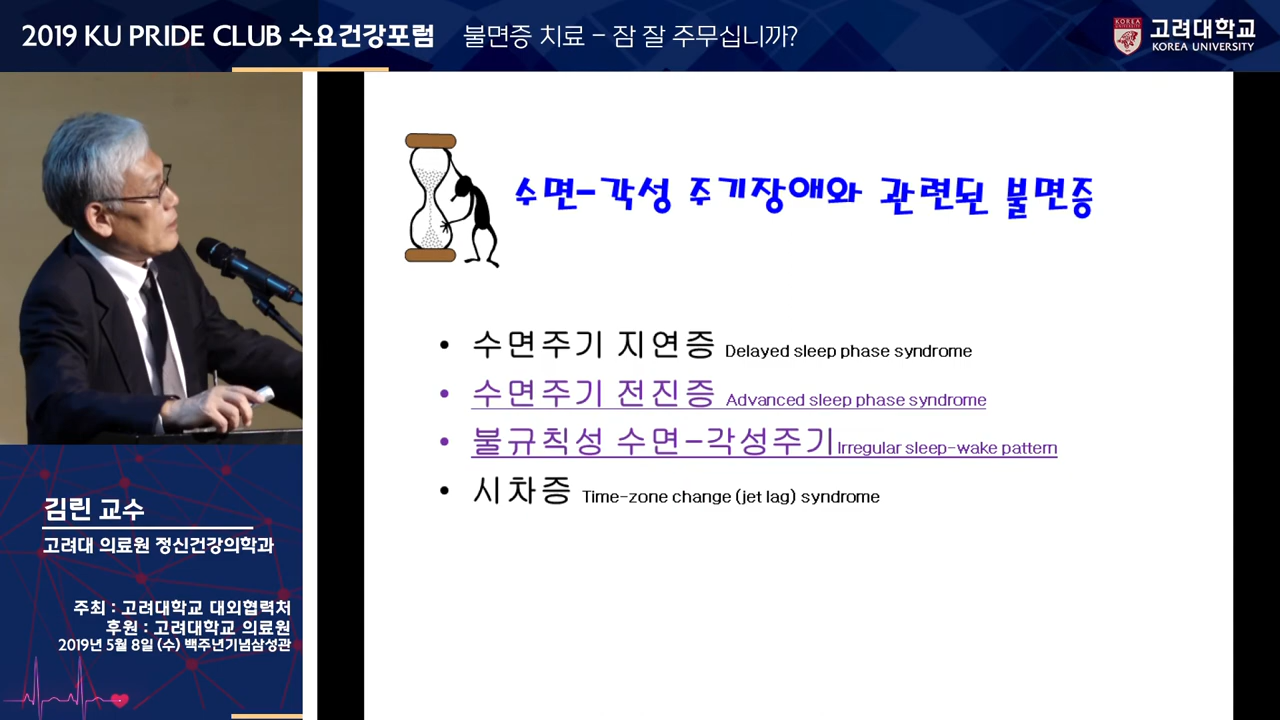 2019 KU PRIDE CLUB 수요건강포럼 불면증 치료 - 잠 잘 주무십니까?
KOREA
고려대학교
KOREA UNIVERSITY
수면-각성 주기장애와 관련된 불면증
• 수면주기 지연증 Delayed sleep phase syndrome
• 수면주기 전진증 Advanced sleep phase syndrome
• 불규칙성 수면-각성주기 Irregular sleep-wake pattern
• 시차증 Time-zone change (jet lag) syndrome
김린 교수
고려대 의료원 정신건강의학과
주최 : 고려대학교 대외협력처
후원 : 고려대학교 의료원
2019년 5월 8일 (수) 백주년기념삼성관